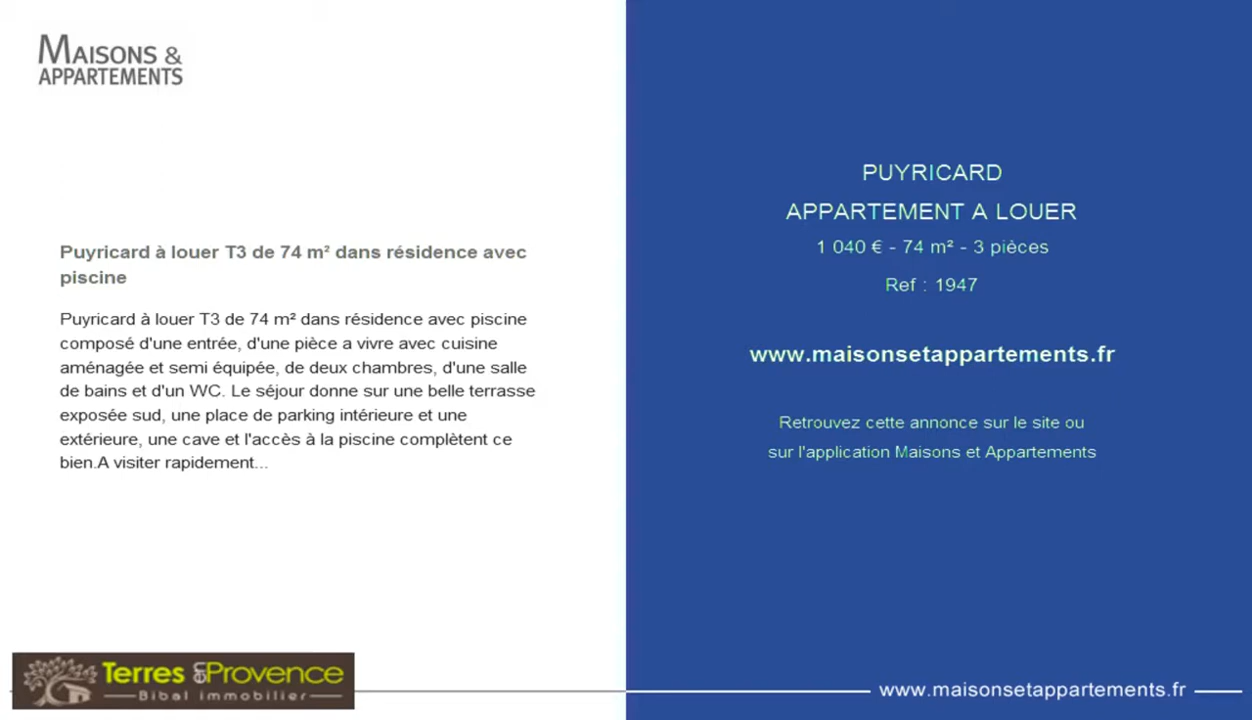 MAISONS &
APPARTEMENTS
Puyricard à louer T3 de 74 m² dans résidence avec
piscine
Puyricard à louer T3 de 74 m² dans résidence avec piscine
composé d'une entrée, d'une pièce a vivre avec cuisine
aménagée et semi équipée, de deux chambres, d'une salle
de bains et d'un WC. Le séjour donne sur une belle terrasse
exposée sud, une place de parking intérieure et une
extérieure, une cave et l'accès à la piscine complètent ce
bien.A visiter rapidement...
Terres en Provence
Bibal immobilier
PUYRICARD
APPARTEMENT A LOUER
1 040 € - 74 m² - 3 pièces
Ref : 1947
www.maisonsetappartements.fr
Retrouvez cette annonce sur le site ou
sur l'application Maisons et Appartements
www.maisonsetappartements.fr